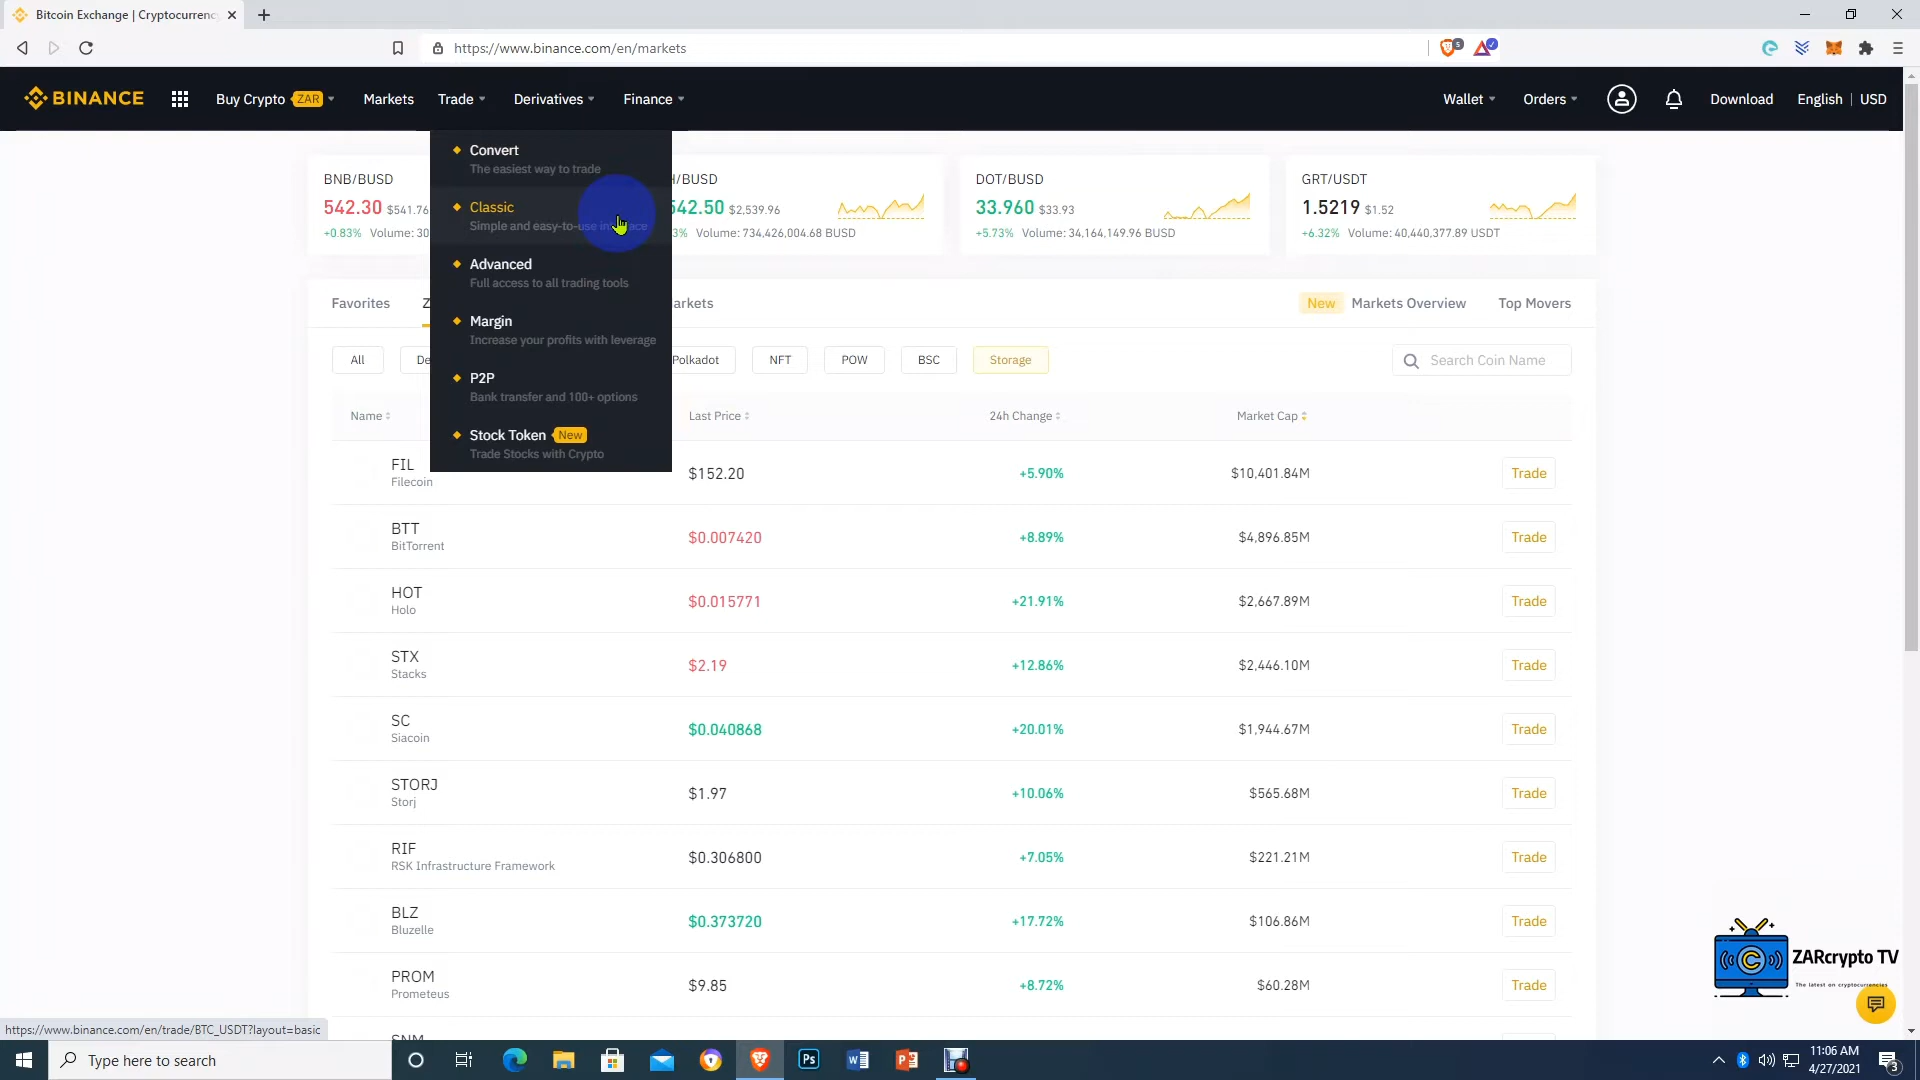 Bitcoin Exchange | Cryptocurrenc
https://www.binance.com/en/markets
5
BINANCE
Buy Crypto ZAR
Markets
Trade
Derivatives
Finance
Wallet
Orders
Download
English | USD
Convert
The easiest way to trade
Classic
Simple and easy-to-use interface
Advanced
Full access to all trading tools
Margin
Increase your profits with leverage
P2P
Bank transfer and 100+ options
Stock Token New
Trade Stocks with Crypto
BNB/BUSD
542.30 $541.76
+0.83% Volume: 30
H/BUSD
542.50 $2,539.96
3% Volume: 734,426,004.68 BUSD
DOT/BUSD
33.960 $33.93
+5.73% Volume: 34,164,149.96 BUSD
GRT/USDT
1.5219 $1.52
+6.32% Volume: 40,440,377.89 USDT
Favorites
Z
arkets
New Markets Overview
Top Movers
All
De
Polkadot
NFT
POW
BSC
Storage
Search Coin Name
Name
Last Price
24h Change
Market Cap
FIL
Filecoin
$152.20
+5.90%
$10,401.84M
Trade
BTT
BitTorrent
$0.007420
+8.89%
$4,896.85M
Trade
HOT
Holo
$0.015771
+21.91%
$2,667.89M
Trade
STX
Stacks
$2.19
+12.86%
$2,446.10M
Trade
SC
Siacoin
$0.040868
+20.01%
$1,944.67M
Trade
STORJ
Storj
$1.97
+10.06%
$565.68M
Trade
RIF
RSK Infrastructure Framework
$0.306800
+7.05%
$221.21M
Trade
BLZ
Bluzelle
$0.373720
+17.72%
$106.86M
Trade
PROM
Prometeus
$9.85
+8.72%
$60.28M
Trade
SNM
ZARcrypto TV
The latest on cryptocurrencies
https://www.binance.com/en/trade/BTC_USDT?layout=basic
Type here to search
Ps
11:06 AM
4/27/2021
3